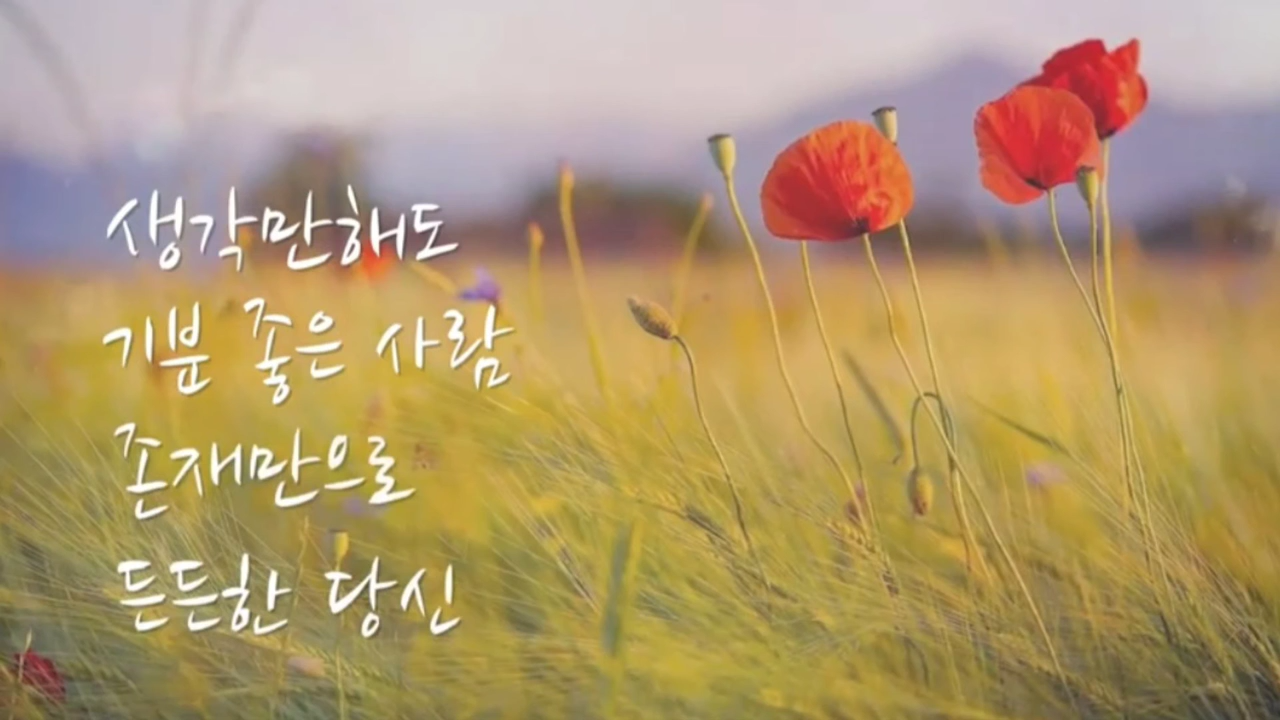 생각만해도
기분 좋은 사람
존재만으로
든든한 당신